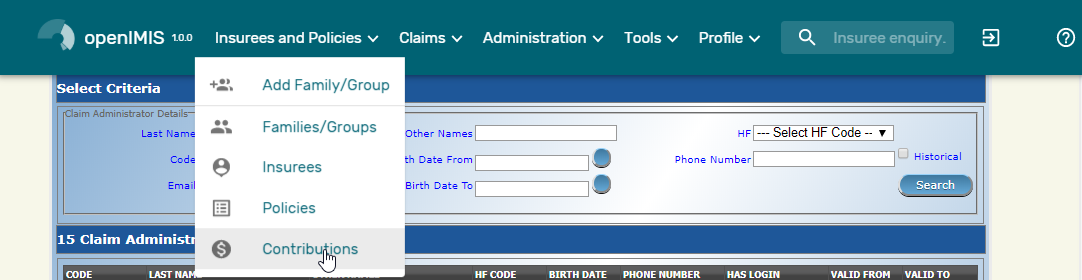 openIMIS 1.0.0 Insurees and Policies Claims Administration Tools Profile Insuree enquiry.
Add Family/Group
Families/Groups
Insurees
Policies
Contributions
Select Criteria
Claim Administrator Details
Last Name Other Names HF --- Select HF Code -- ▼
Code Date From Phone Number Historical
Email Birth Date To Search
15 Claim
CODE LAST NAME HF CODE BIRTH DATE PHONE NUMBER HAS LOGIN VALID FROM VALID TO